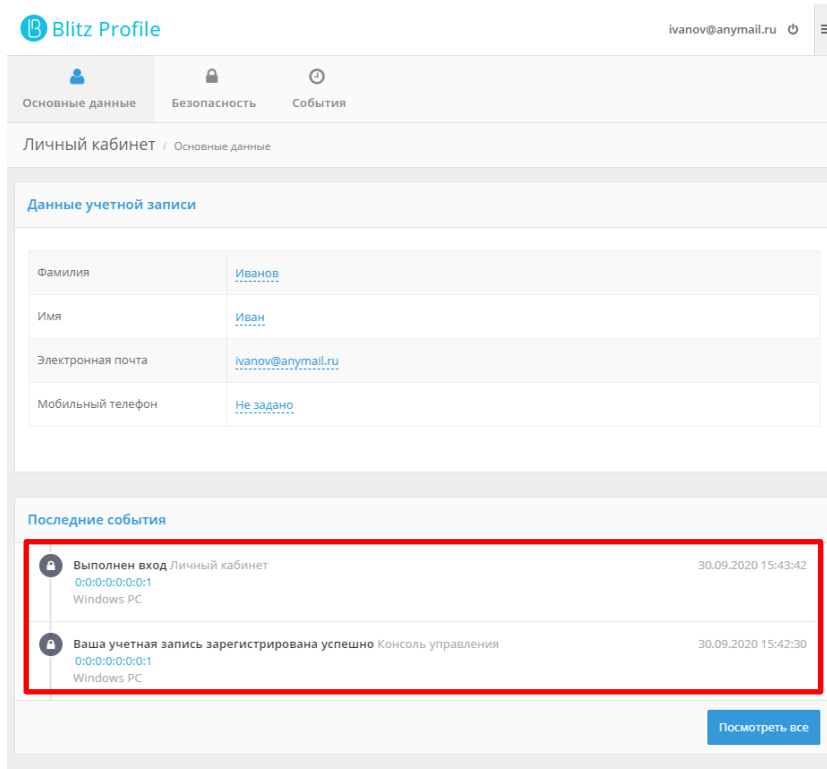 Blitz Profile
ivanov@anymail.ru
Основные данные
Безопасность
События
Личный кабинет / Основные данные
Данные учетной записи
Фамилия Иванов
Имя Иван
Электронная почта ivanov@anymail.ru
Мобильный телефон Не задано
Последние события
Выполнен вход Личный кабинет 30.09.2020 15:43:42
0:0:0:0:0:0:0:1
Windows PC
Ваша учетная запись зарегистрирована успешно Консоль управления 30.09.2020 15:42:30
0:0:0:0:0:0:0:1
Windows PC
Посмотреть все